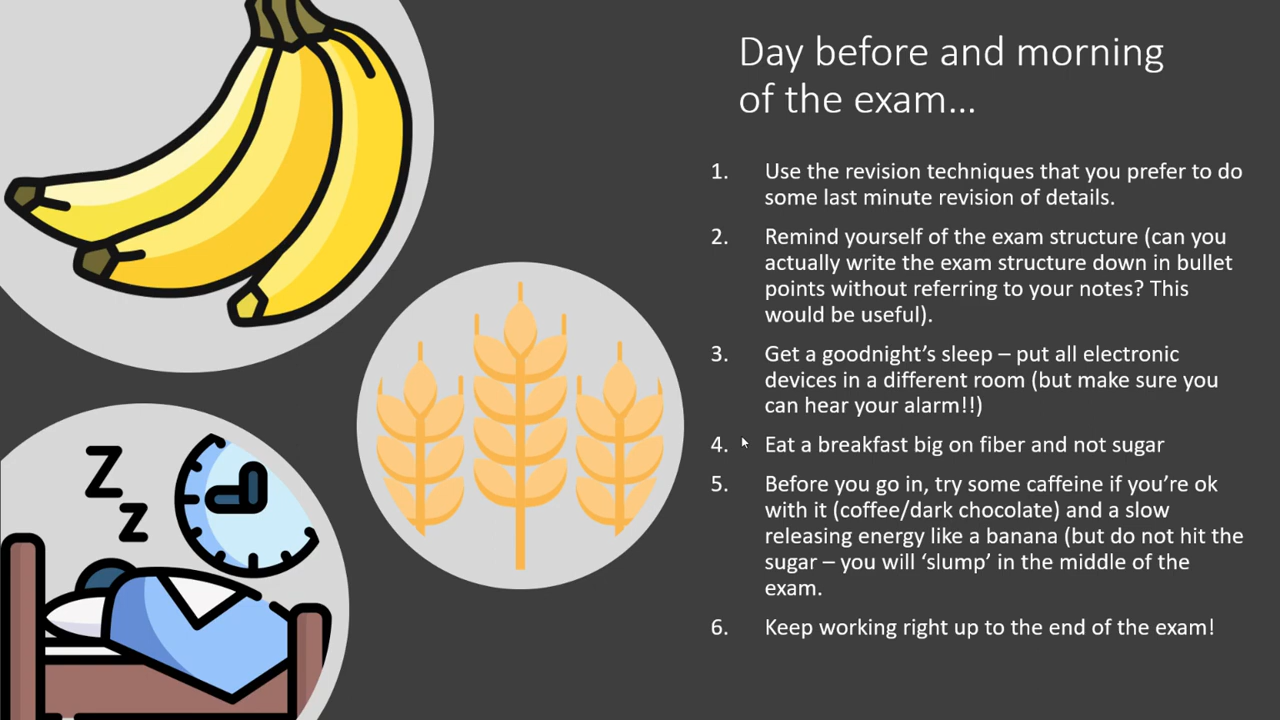 Day before and morning
of the exam...
1. Use the revision techniques that you prefer to do
some last minute revision of details.
2. Remind yourself of the exam structure (can you
actually write the exam structure down in bullet
points without referring to your notes? This
would be useful).
3. Get a goodnight's sleep – put all electronic
devices in a different room (but make sure you
can hear your alarm!!)
4. Eat a breakfast big on fiber and not sugar
5. Before you go in, try some caffeine if you're ok
with it (coffee/dark chocolate) and a slow
releasing energy like a banana (but do not hit the
sugar – you will 'slump' in the middle of the
exam.
6. Keep working right up to the end of the exam!
Z
z